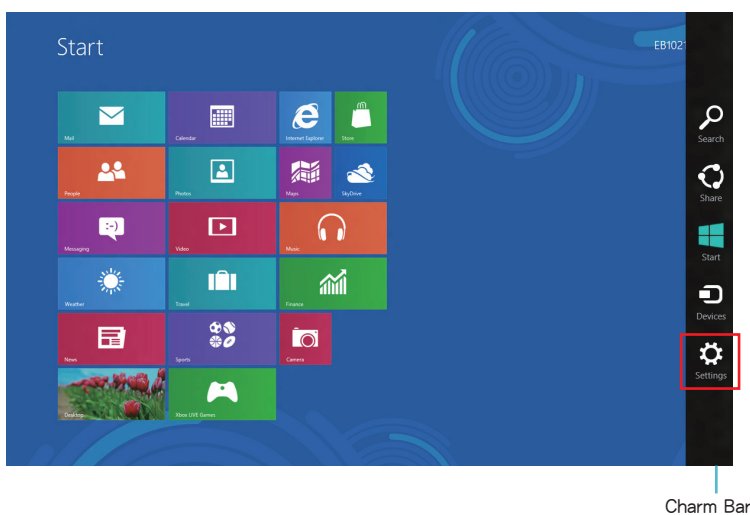 Start
EB102
Mail
Calendar
Internet Explorer
Store
People
Photos
Maps
SkyDrive
Messaging
:-)
Video
Music
Weather
Travel
Finance
News
Sports
Camera
Desktop
Xbox LIVE Games
Search
Share
Start
Devices
Settings
Charm Bar